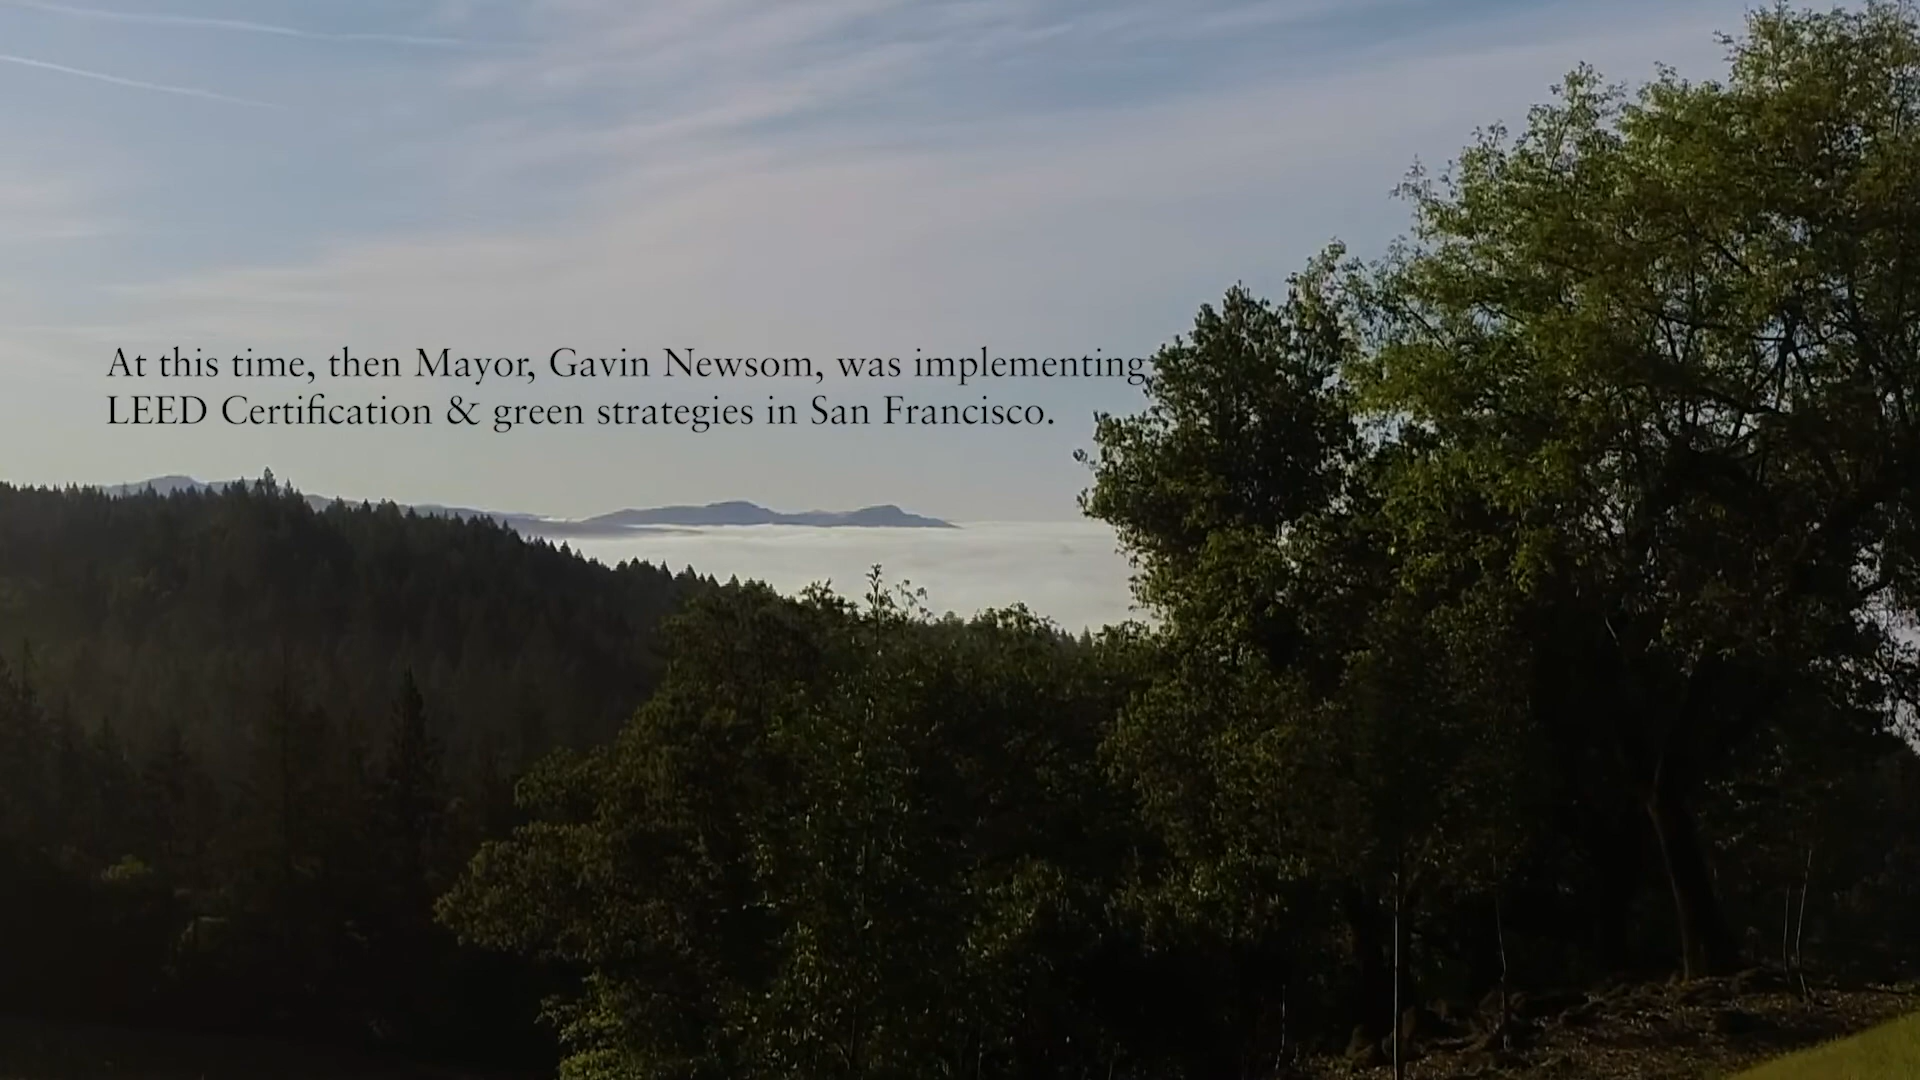 At this time, then Mayor, Gavin Newsom, was implementing
LEED Certification & green strategies in San Francisco.